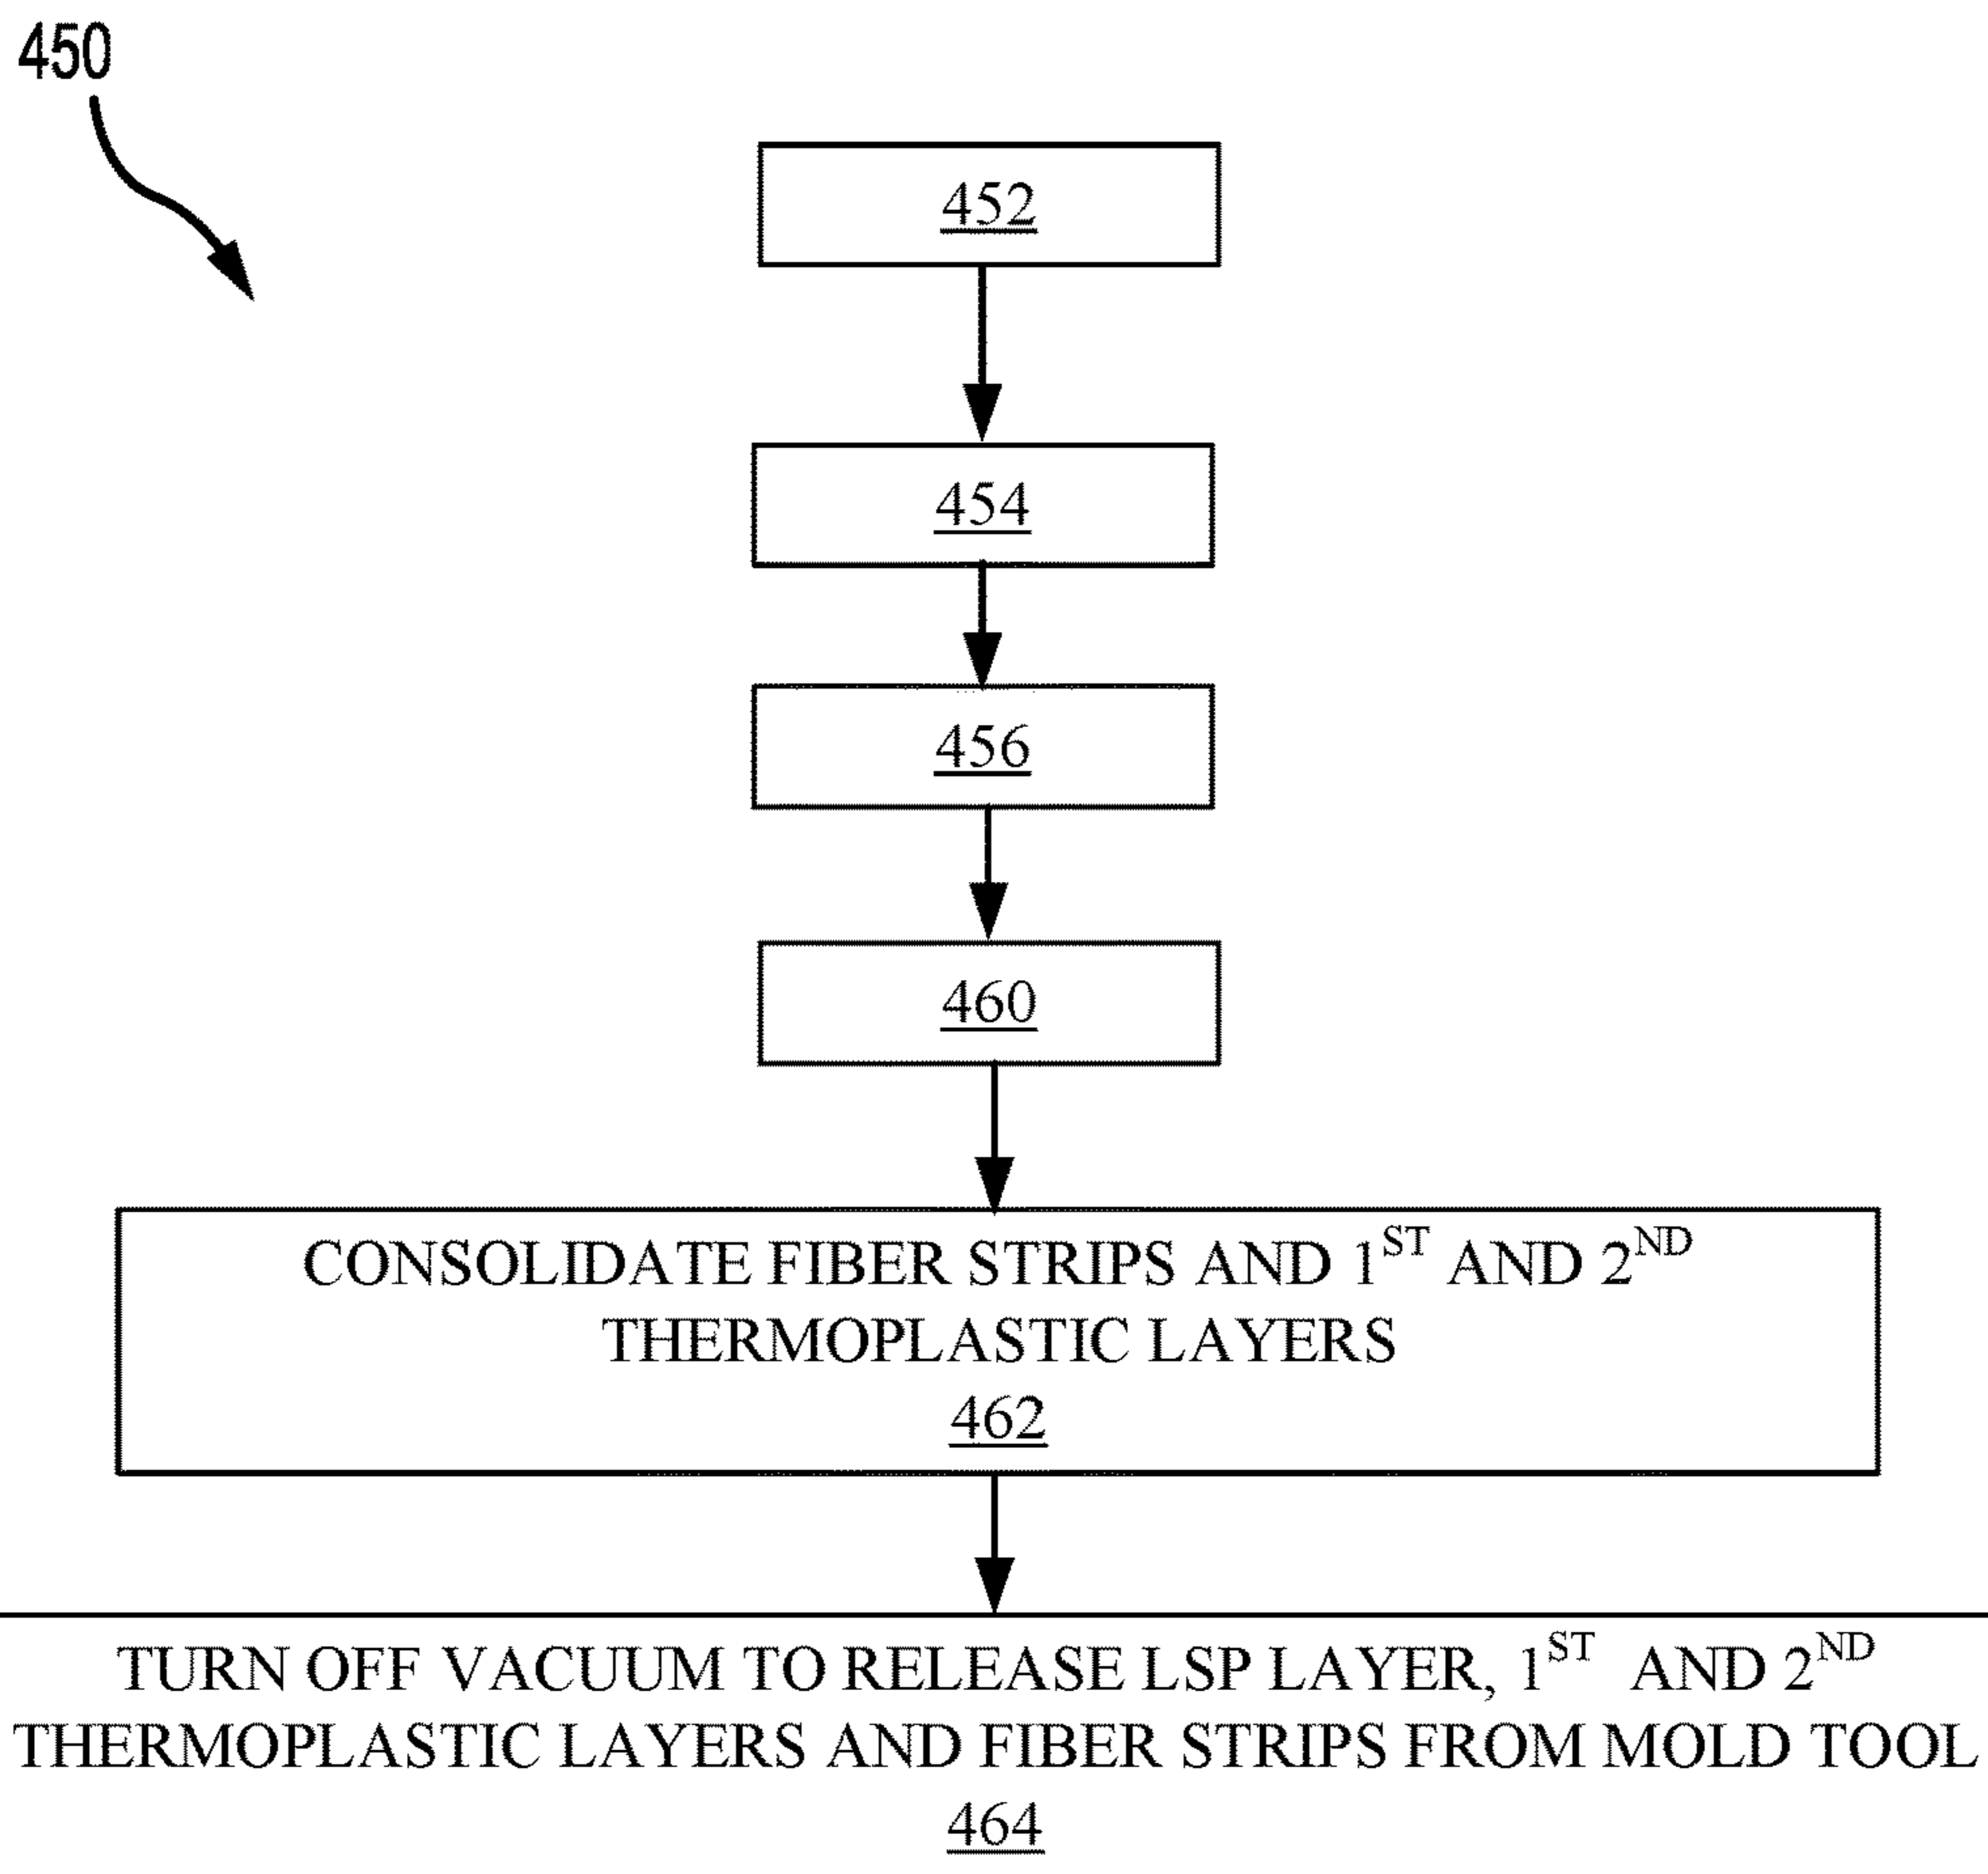 450
452
454
456
460
CONSOLIDATE FIBER STRIPS AND 1ST AND 2ND
THERMOPLASTIC LAYERS
462
TURN OFF VACUUM TO RELEASE LSP LAYER, 1ST AND 2ND
THERMOPLASTIC LAYERS AND FIBER STRIPS FROM MOLD TOOL
464